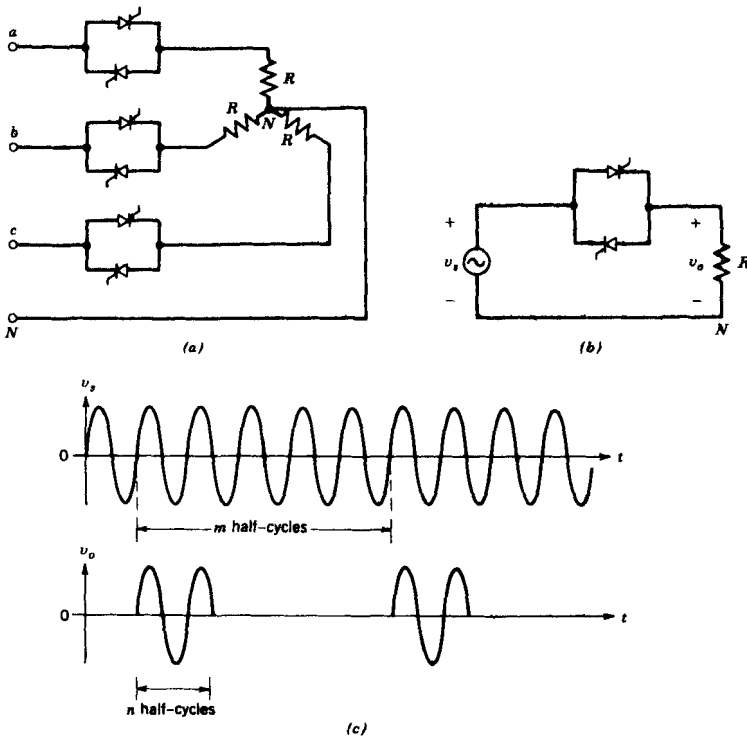 a
R
b
R
N
R
c
N
(a)
+
+
v_s
v_o
R
−
−
N
(b)
v_s
0
t
m half-cycles
v_o
0
t
n half-cycles
(c)